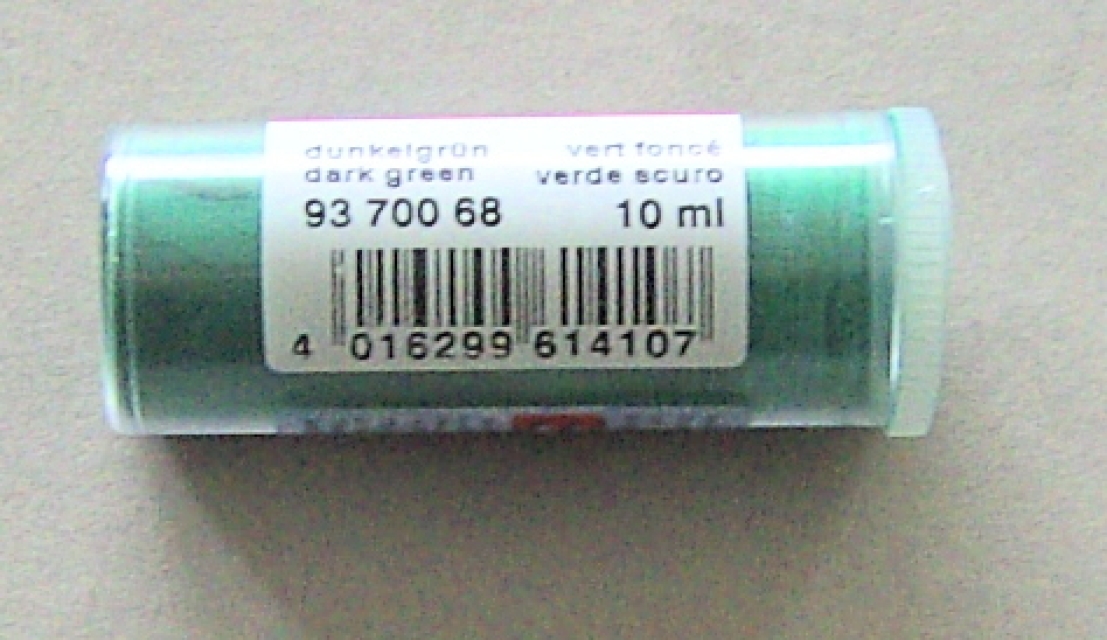 dunkelgrün vert foncé
dark green verde scuro
93 700 68 10 ml
4 016299 614107